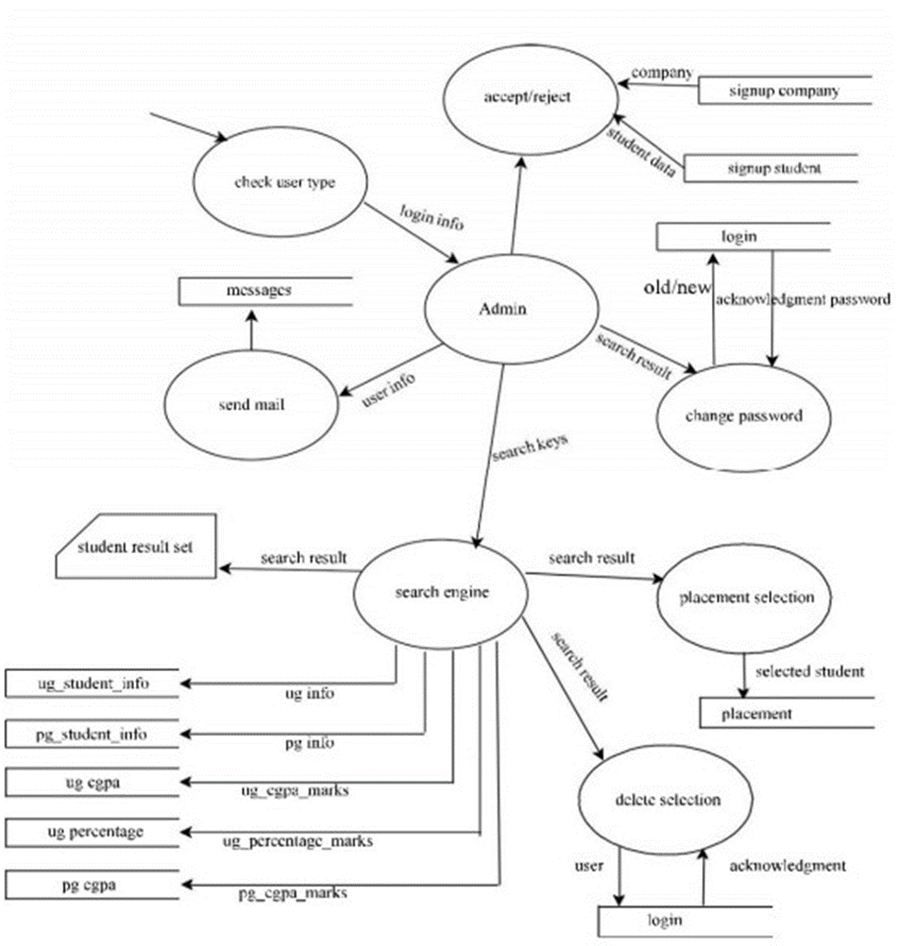 accept/reject
company
signup company
student data
signup student
check user type
login info
login
messages
Admin
old/new
acknowledgment password
search result
send mail
user info
change password
search keys
student result set
search result
search engine
search result
placement selection
search result
selected student
placement
ug_student_info
ug info
pg_student_info
pg info
ug cgpa
ug_cgpa_marks
ug percentage
ug_percentage_marks
pg cgpa
pg_cgpa_marks
delete selection
user
acknowledgment
login